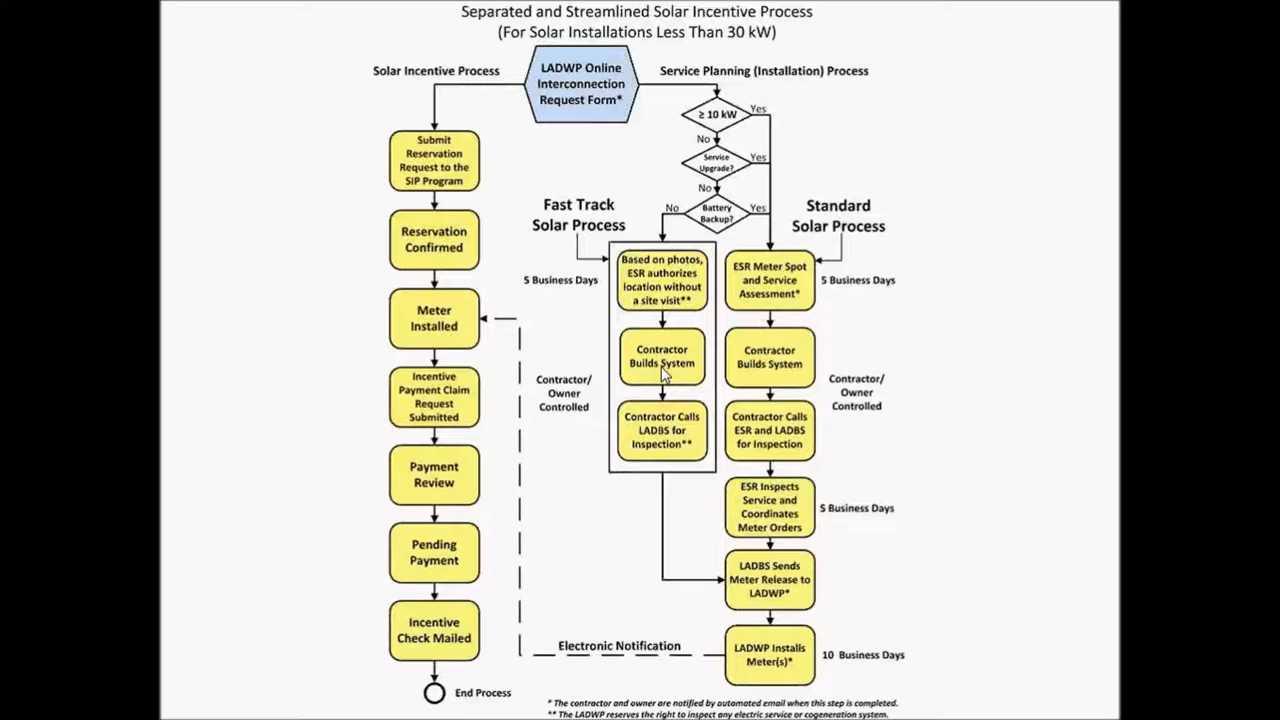 Separated and Streamlined Solar Incentive Process
(For Solar Installations Less Than 30 kW)
Solar Incentive Process
LADWP Online
Interconnection
Request Form*
Service Planning (Installation) Process
≥ 10 kW
Yes
No
Service
Upgrade?
Yes
No
Battery
Backup?
No
Yes
Submit
Reservation
Request to the
SIP Program
Reservation
Confirmed
Meter
Installed
Incentive
Payment Claim
Request
Submitted
Payment
Review
Pending
Payment
Incentive
Check Mailed
End Process
Fast Track
Solar Process
5 Business Days
Based on photos,
ESR authorizes
location without
a site visit**
Contractor
Builds System
Contractor/
Owner
Controlled
Contractor Calls
LADBS for
Inspection**
Standard
Solar Process
ESR Meter Spot
and Service
Assessment*
5 Business Days
Contractor
Builds System
Contractor/
Owner
Controlled
Contractor Calls
ESR and LADBS
for Inspection
ESR Inspects
Service and
Coordinates
Meter Orders
5 Business Days
LADBS Sends
Meter Release to
LADWP*
LADWP Installs
Meter(s)*
10 Business Days
Electronic Notification
* The contractor and owner are notified by automated email when this step is completed.
** The LADWP reserves the right to inspect any electric service or cogeneration system.